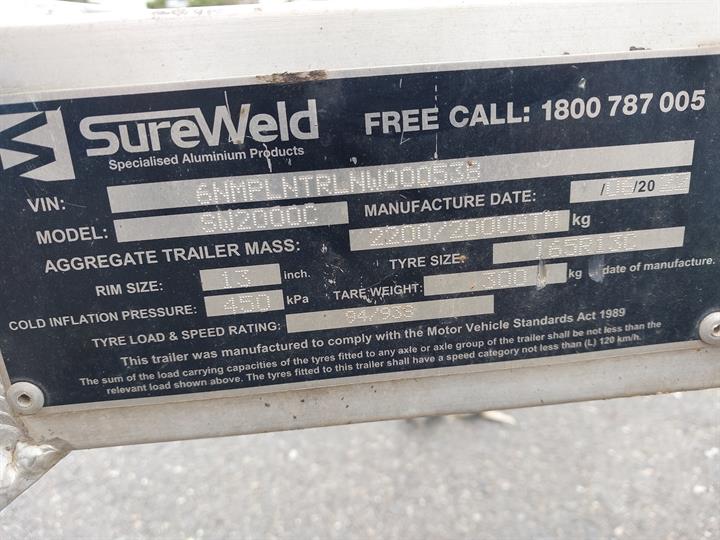 SureWeld
Specialised Aluminium Products
FREE CALL: 1800 787 005
VIN: 6NMPLNTRLNW000538
MODEL: SW2000C
MANUFACTURE DATE: /06/20 22
AGGREGATE TRAILER MASS: 2200/2000GTM kg
RIM SIZE: 13 inch.
TYRE SIZE: 165R13C
COLD INFLATION PRESSURE: 450 kPa
TARE WEIGHT: 300 kg date of manufacture.
TYRE LOAD & SPEED RATING: 94/93S
This trailer was manufactured to comply with the Motor Vehicle Standards Act 1989
The sum of the load carrying capacities of the tyres fitted to any axle or axle group of the trailer shall be not less than the
relevant load shown above. The tyres fitted to this trailer shall have a speed category not less than (L) 120 km/h.